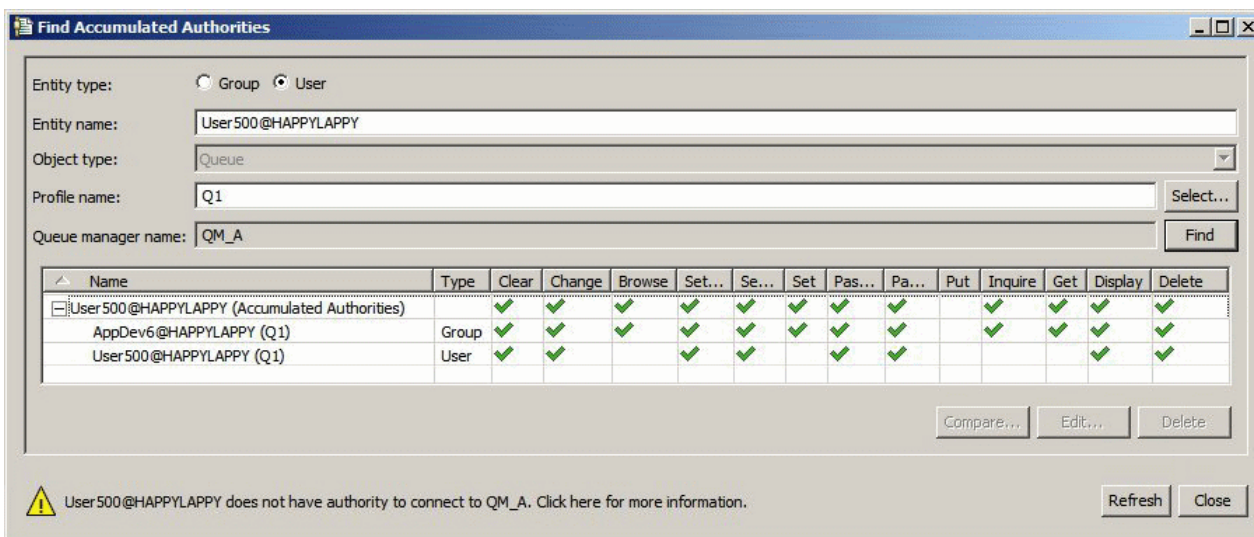 Find Accumulated Authorities
Entity type: Group User
Entity name: User500@HAPPYLAPPY
Object type: Queue
Profile name: Q1 Select...
Queue manager name: QM_A Find
Name Type Clear Change Browse Set... Se... Set Pas... Pa... Put Inquire Get Display Delete
User500@HAPPYLAPPY (Accumulated Authorities)
AppDev6@HAPPYLAPPY (Q1) Group
User500@HAPPYLAPPY (Q1) User
Compare... Edit... Delete
User500@HAPPYLAPPY does not have authority to connect to QM_A. Click here for more information. Refresh Close